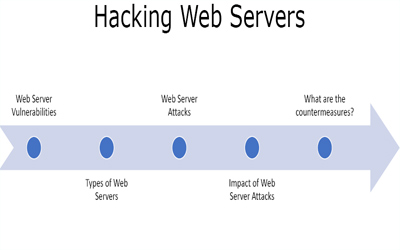 Hacking Web Servers
Web Server
Vulnerabilities
Types of Web
Servers
Web Server
Attacks
Impact of Web
Server Attacks
What are the
countermeasures?